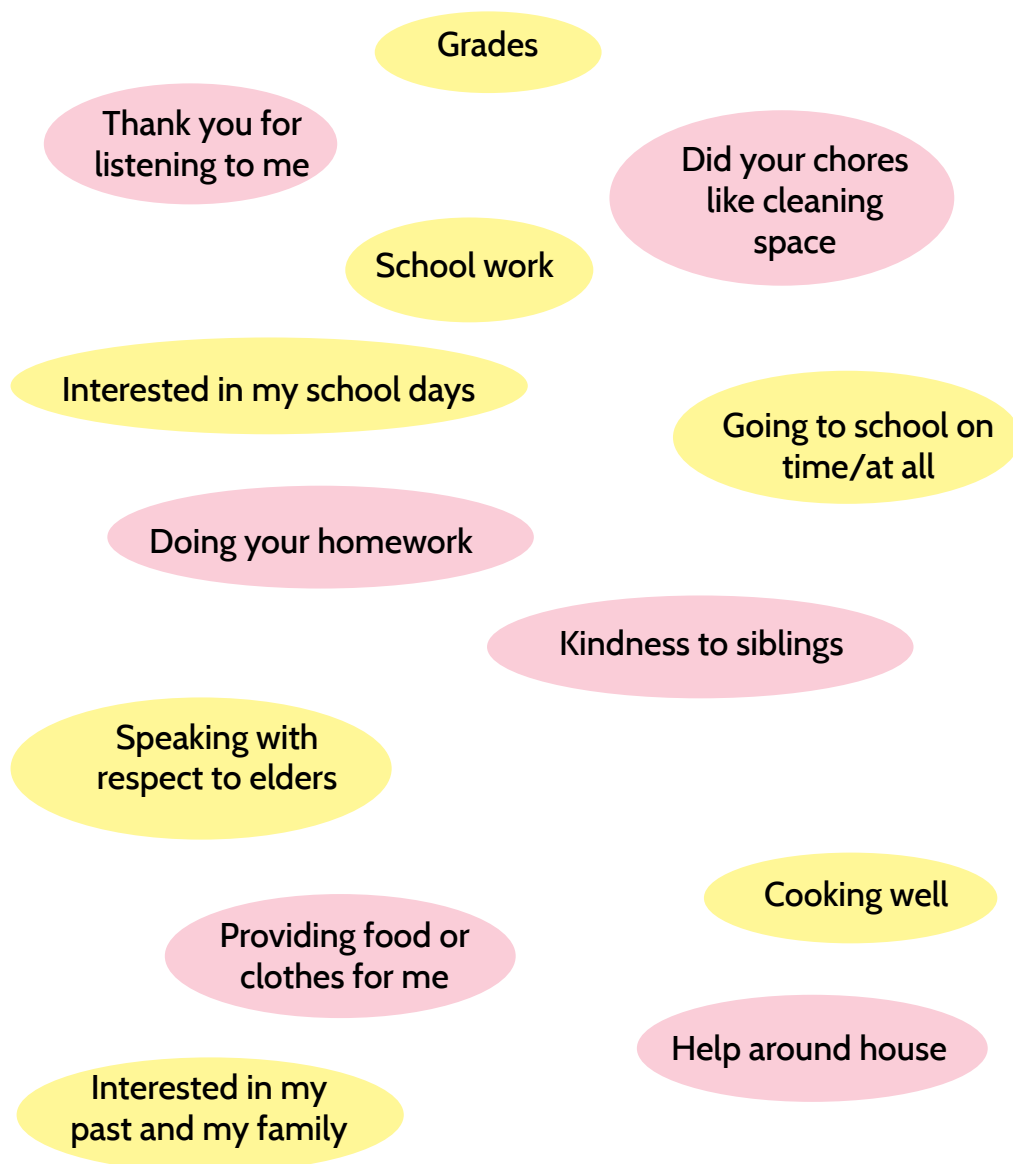 Grades
Thank you for
listening to me
Did your chores
like cleaning
space
School work
Interested in my school days
Going to school on
time/at all
Doing your homework
Kindness to siblings
Speaking with
respect to elders
Cooking well
Providing food or
clothes for me
Help around house
Interested in my
past and my family